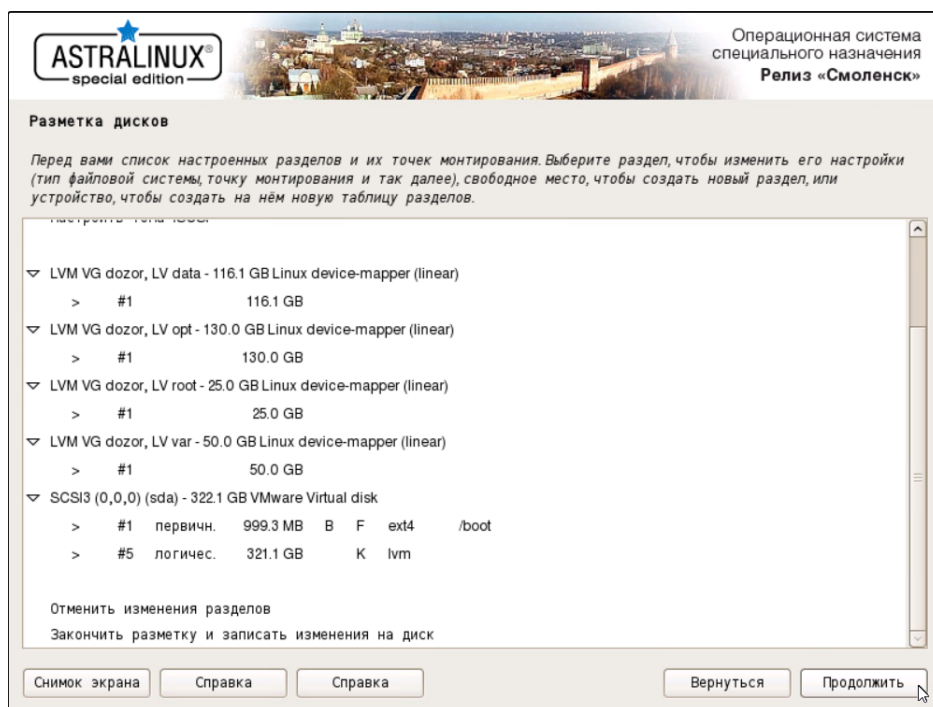 ASTRALINUX®
special edition
Операционная система
специального назначения
Релиз «Смоленск»
Разметка дисков
Перед вами список настроенных разделов и их точек монтирования. Выберите раздел, чтобы изменить его настройки
(тип файловой системы, точку монтирования и так далее), свободное место, чтобы создать новый раздел, или
устройство, чтобы создать на нём новую таблицу разделов.
LVM VG dozor, LV data - 116.1 GB Linux device-mapper (linear)
> #1 116.1 GB
LVM VG dozor, LV opt - 130.0 GB Linux device-mapper (linear)
> #1 130.0 GB
LVM VG dozor, LV root - 25.0 GB Linux device-mapper (linear)
> #1 25.0 GB
LVM VG dozor, LV var - 50.0 GB Linux device-mapper (linear)
> #1 50.0 GB
SCSI3 (0,0,0) (sda) - 322.1 GB VMware Virtual disk
> #1 первичн. 999.3 MB B F ext4 /boot
> #5 логичес. 321.1 GB K lvm
Отменить изменения разделов
Закончить разметку и записать изменения на диск
Снимок экрана Справка Справка Вернуться Продолжить